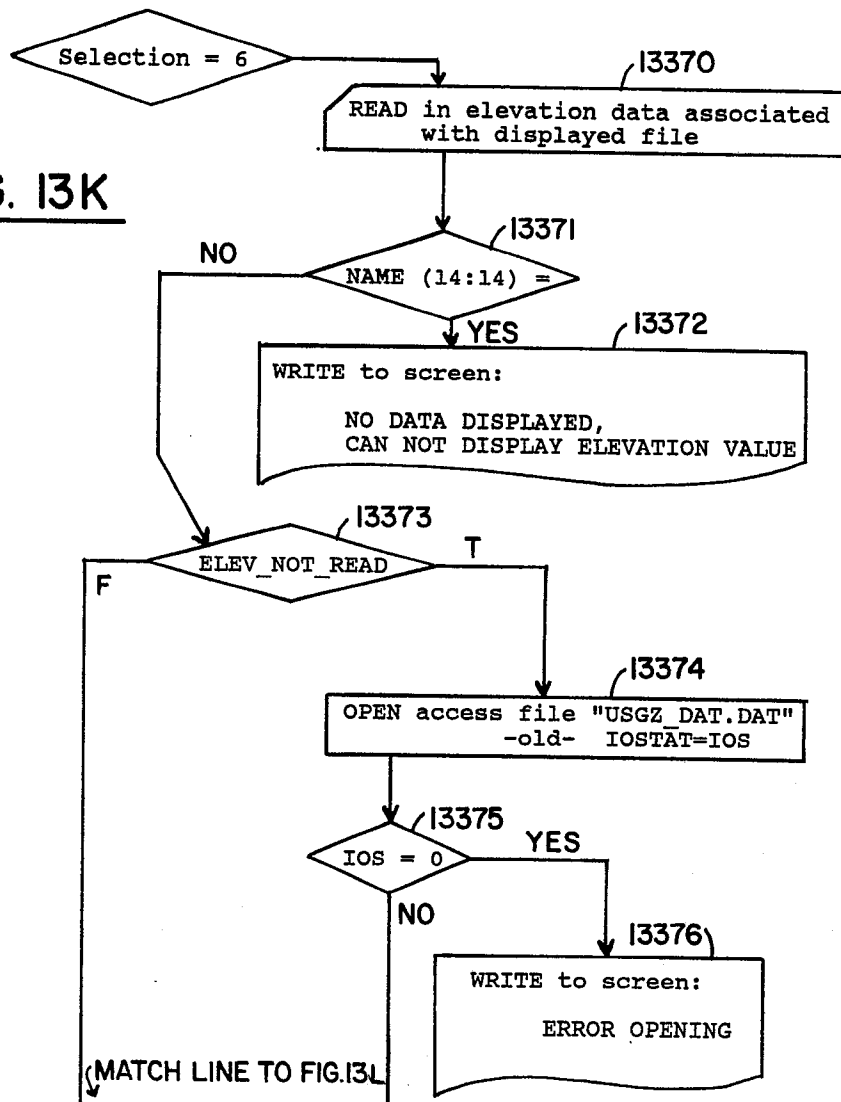 Selection = 6
13370
READ in elevation data associated
with displayed file
G. 13K
13371
NO
NAME (14:14) =
YES
13372
WRITE to screen:
NO DATA DISPLAYED,
CAN NOT DISPLAY ELEVATION VALUE
13373
ELEV_NOT_READ
T
F
13374
OPEN access file "USGZ_DAT.DAT"
-old- IOSTAT=IOS
13375
IOS = 0
YES
NO
13376
WRITE to screen:
ERROR OPENING
MATCH LINE TO FIG.13L